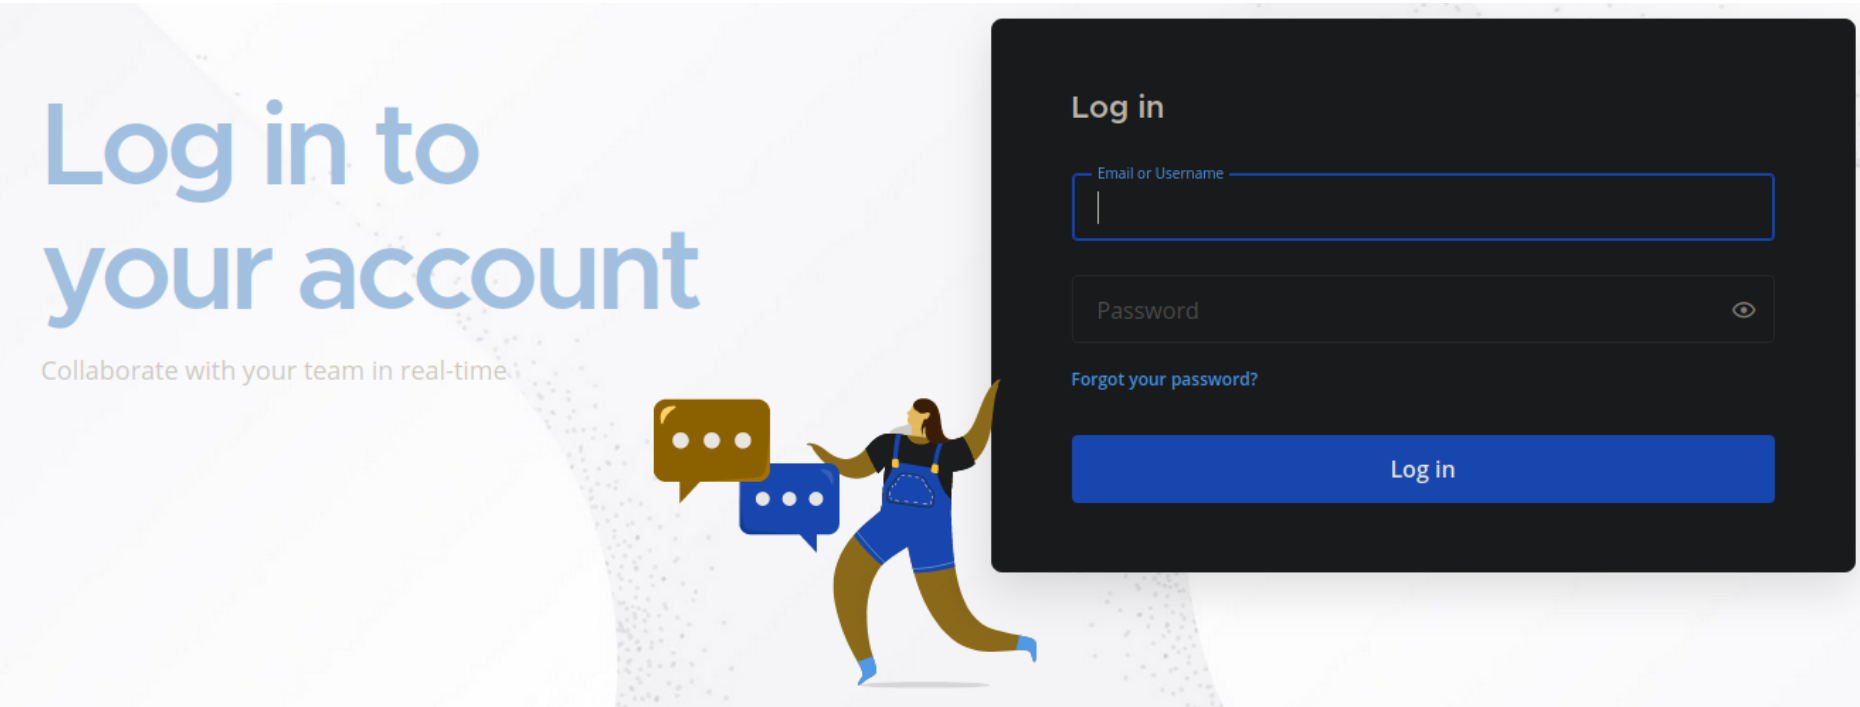 Log in to
your account
Collaborate with your team in real-time
Log in
Email or Username
Password
Forgot your password?
Log in